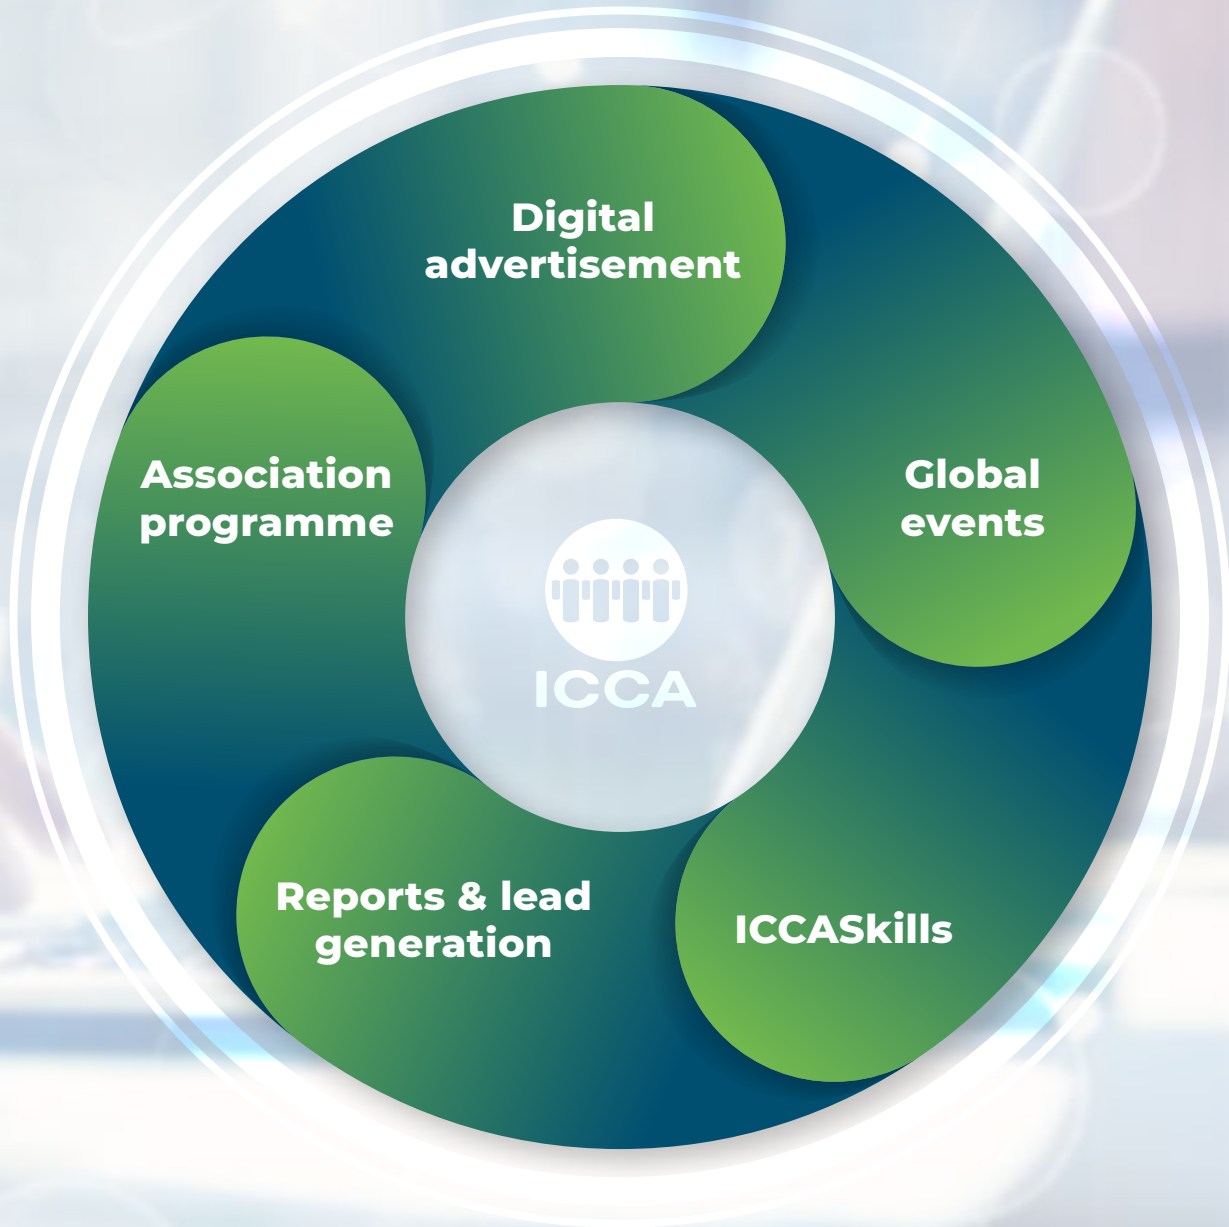 Digital
advertisement
Global
events
ICCASkills
Reports & lead
generation
Association
programme
ICCA